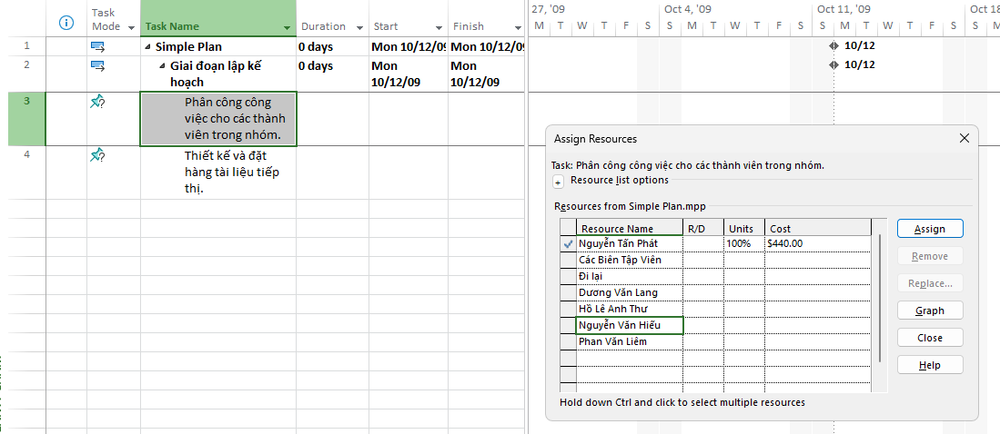 27, '09 Oct 4, '09 Oct 11, '09 Oct 18
Task Mode Task Name Duration Start Finish
M T W T F S S M T W T F S S M T W T F S S M
1 Simple Plan 0 days Mon 10/12/09 Mon 10/12/09 10/12
2 Giai đoạn lập kế 0 days Mon Mon 10/12
hoạch 10/12/09 10/12/09
3 Phân công công
việc cho các thành
viên trong nhóm.
4 Thiết kế và đặt
hàng tài liệu tiếp
thị.
Assign Resources
Task: Phân công công việc cho các thành viên trong nhóm.
+ Resource list options
Resources from Simple Plan.mpp
Resource Name R/D Units Cost
Nguyễn Tấn Phát 100% $440.00
Các Biên Tập Viên
Đi lại
Dương Văn Lang
Hồ Lê Anh Thư
Nguyễn Văn Hiếu
Phan Văn Liêm
Assign
Remove
Replace...
Graph
Close
Help
Hold down Ctrl and click to select multiple resources